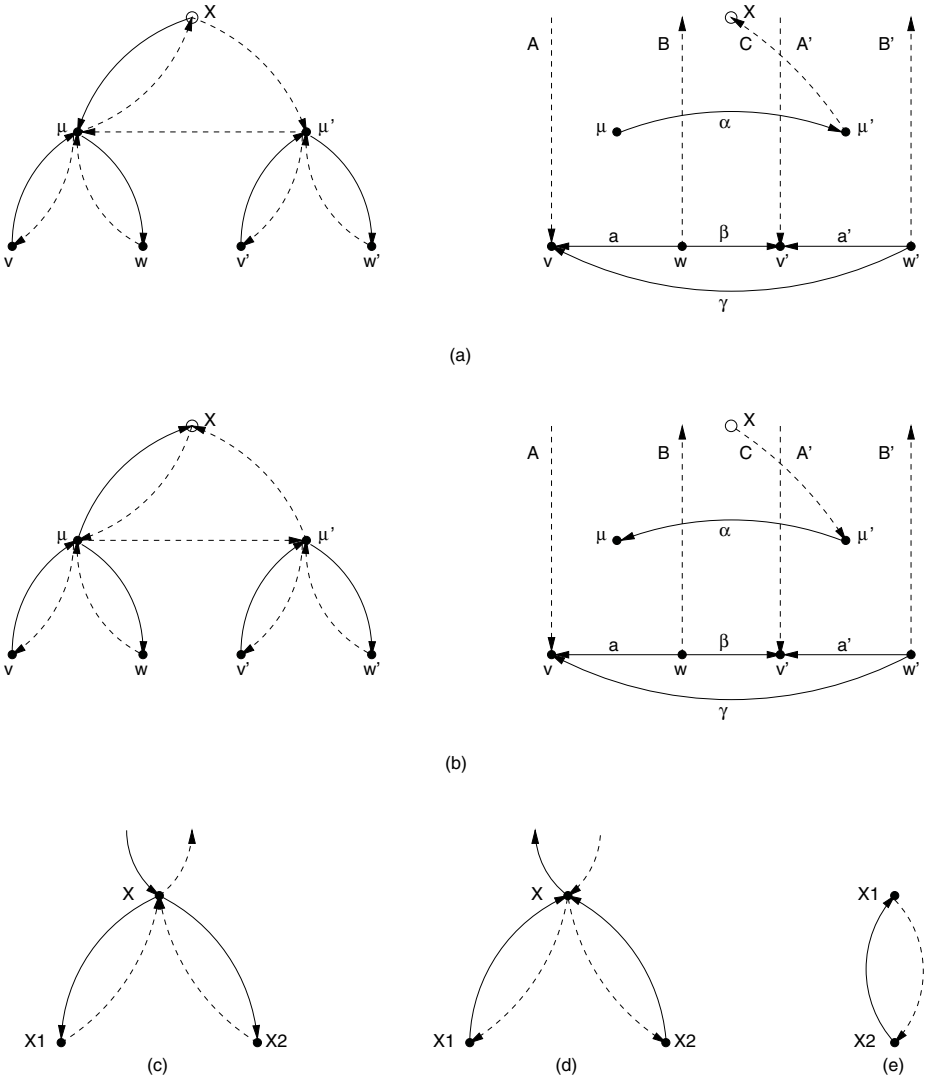 X X
A B C A' B'
μ μ' μ α μ'
a β a'
v w v' w' v w v' w'
γ
(a)
X X
A B C A' B'
μ μ' μ α μ'
a β a'
v w v' w' v w v' w'
γ
(b)
X X X1
X1 X2 X1 X2 X2
(c) (d) (e)